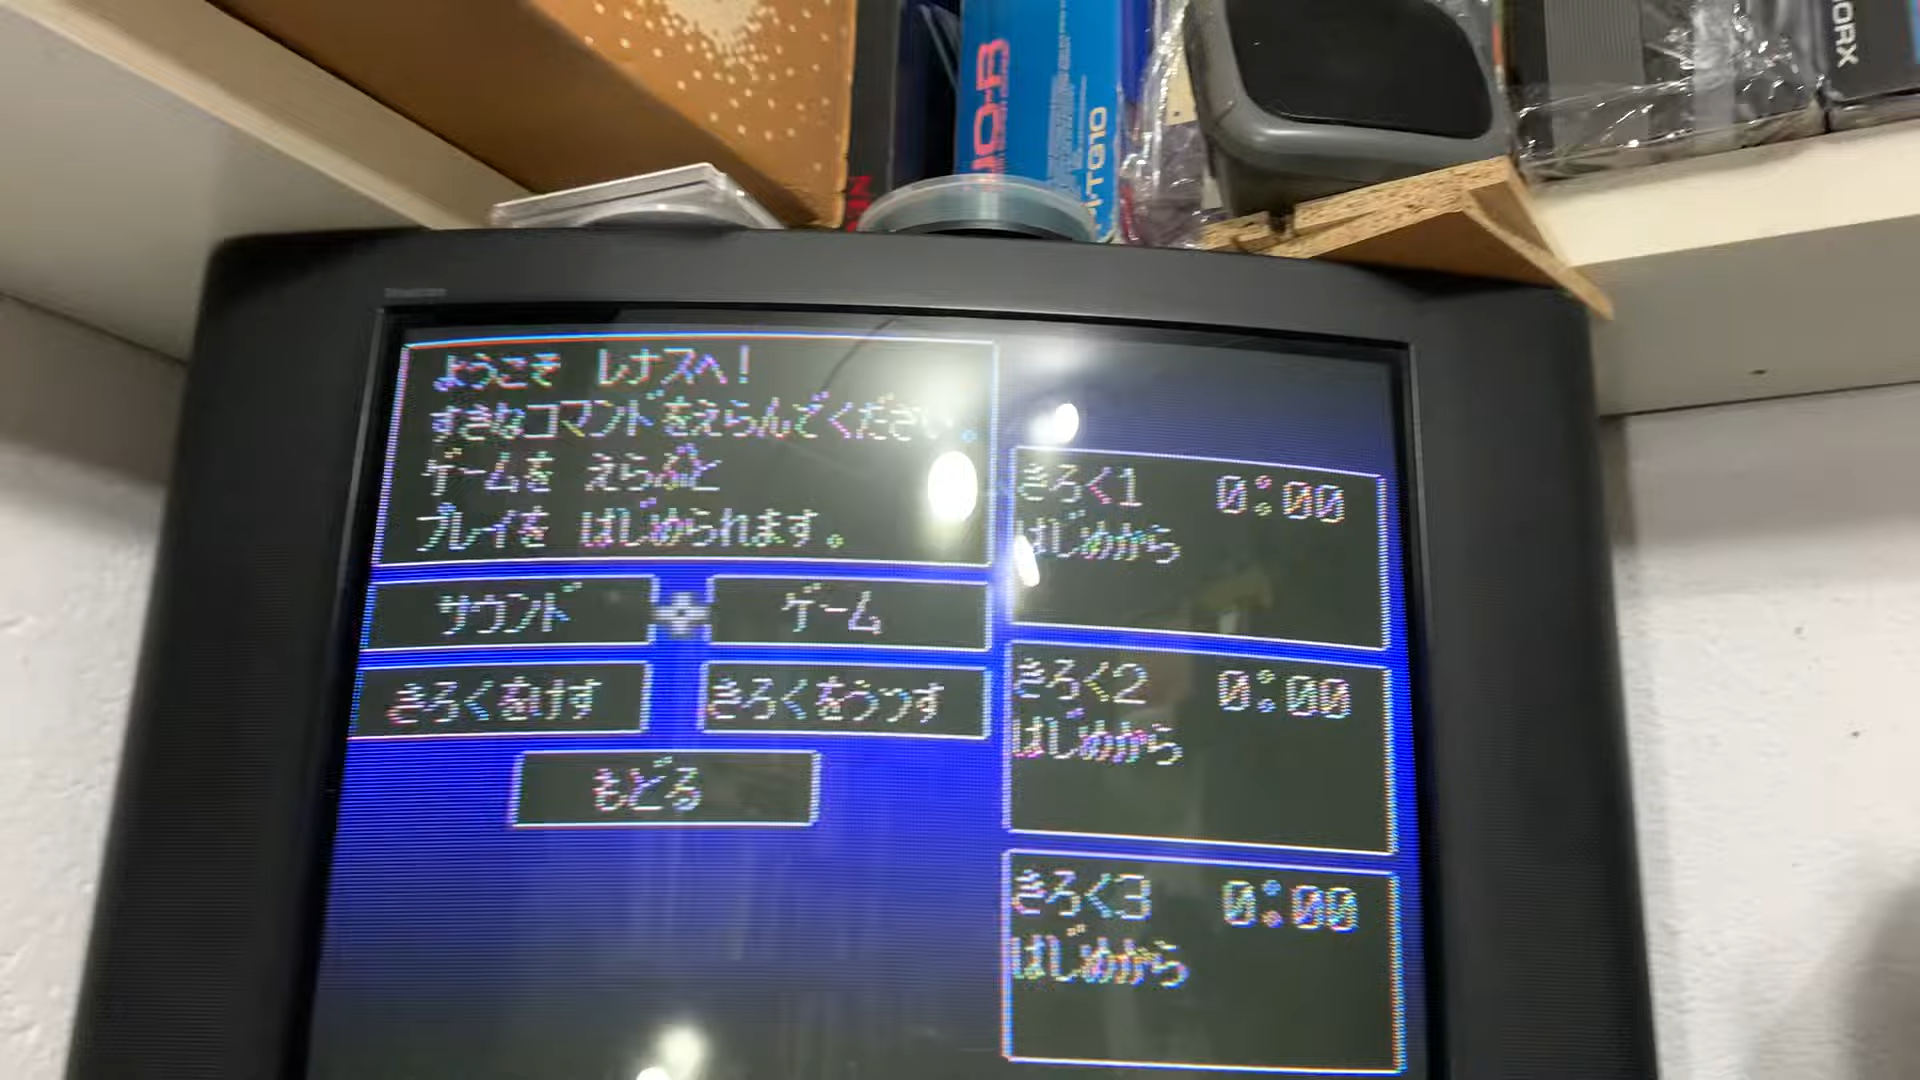 ORX
ようこそ レナスへ!
すきなコマンドをえらんでください。
ゲームを えらぶと
プレイを はじめられます。
サウンド ゲーム
きろくをけす きろくをうつす
もどる
きろく1 0:00
はじめから
きろく2 0:00
はじめから
きろく3 0:00
はじめから